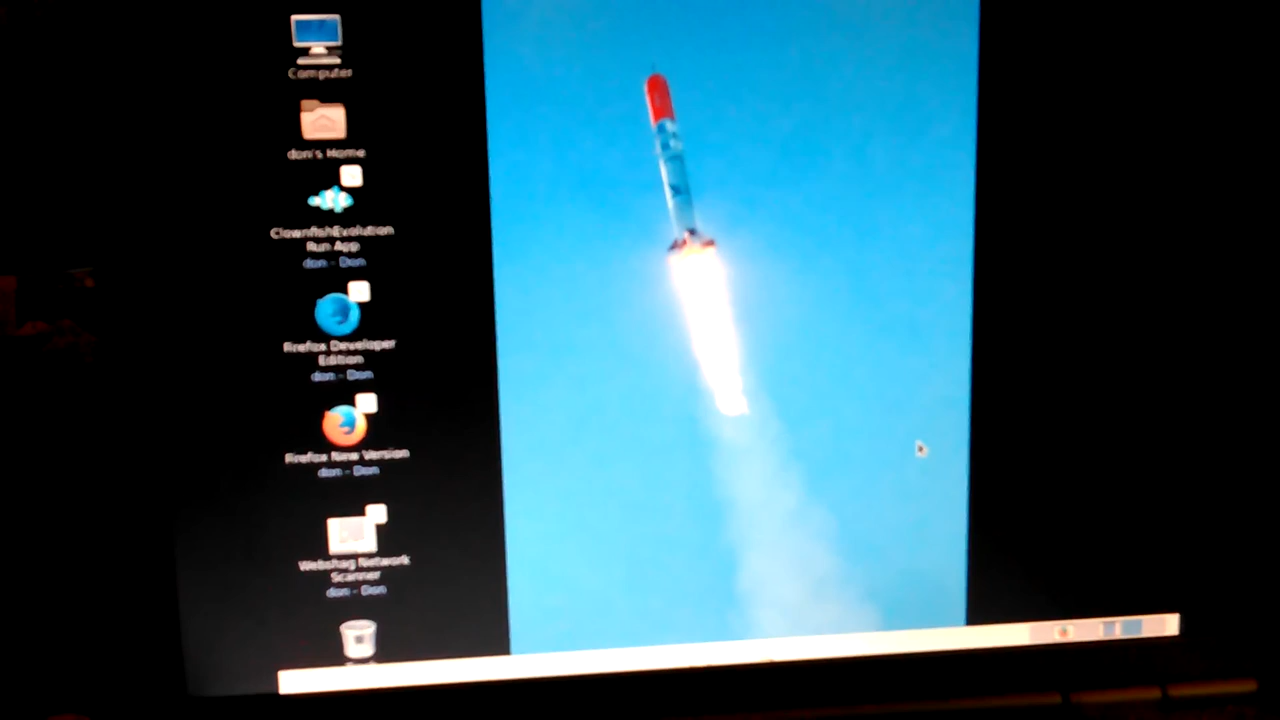 Computer
don's Home
ClownfishEvolution
Run App
don - Don
Firefox Developer
Edition
don - Don
Firefox New Version
don - Don
Webshag Network
Scanner
don - Don